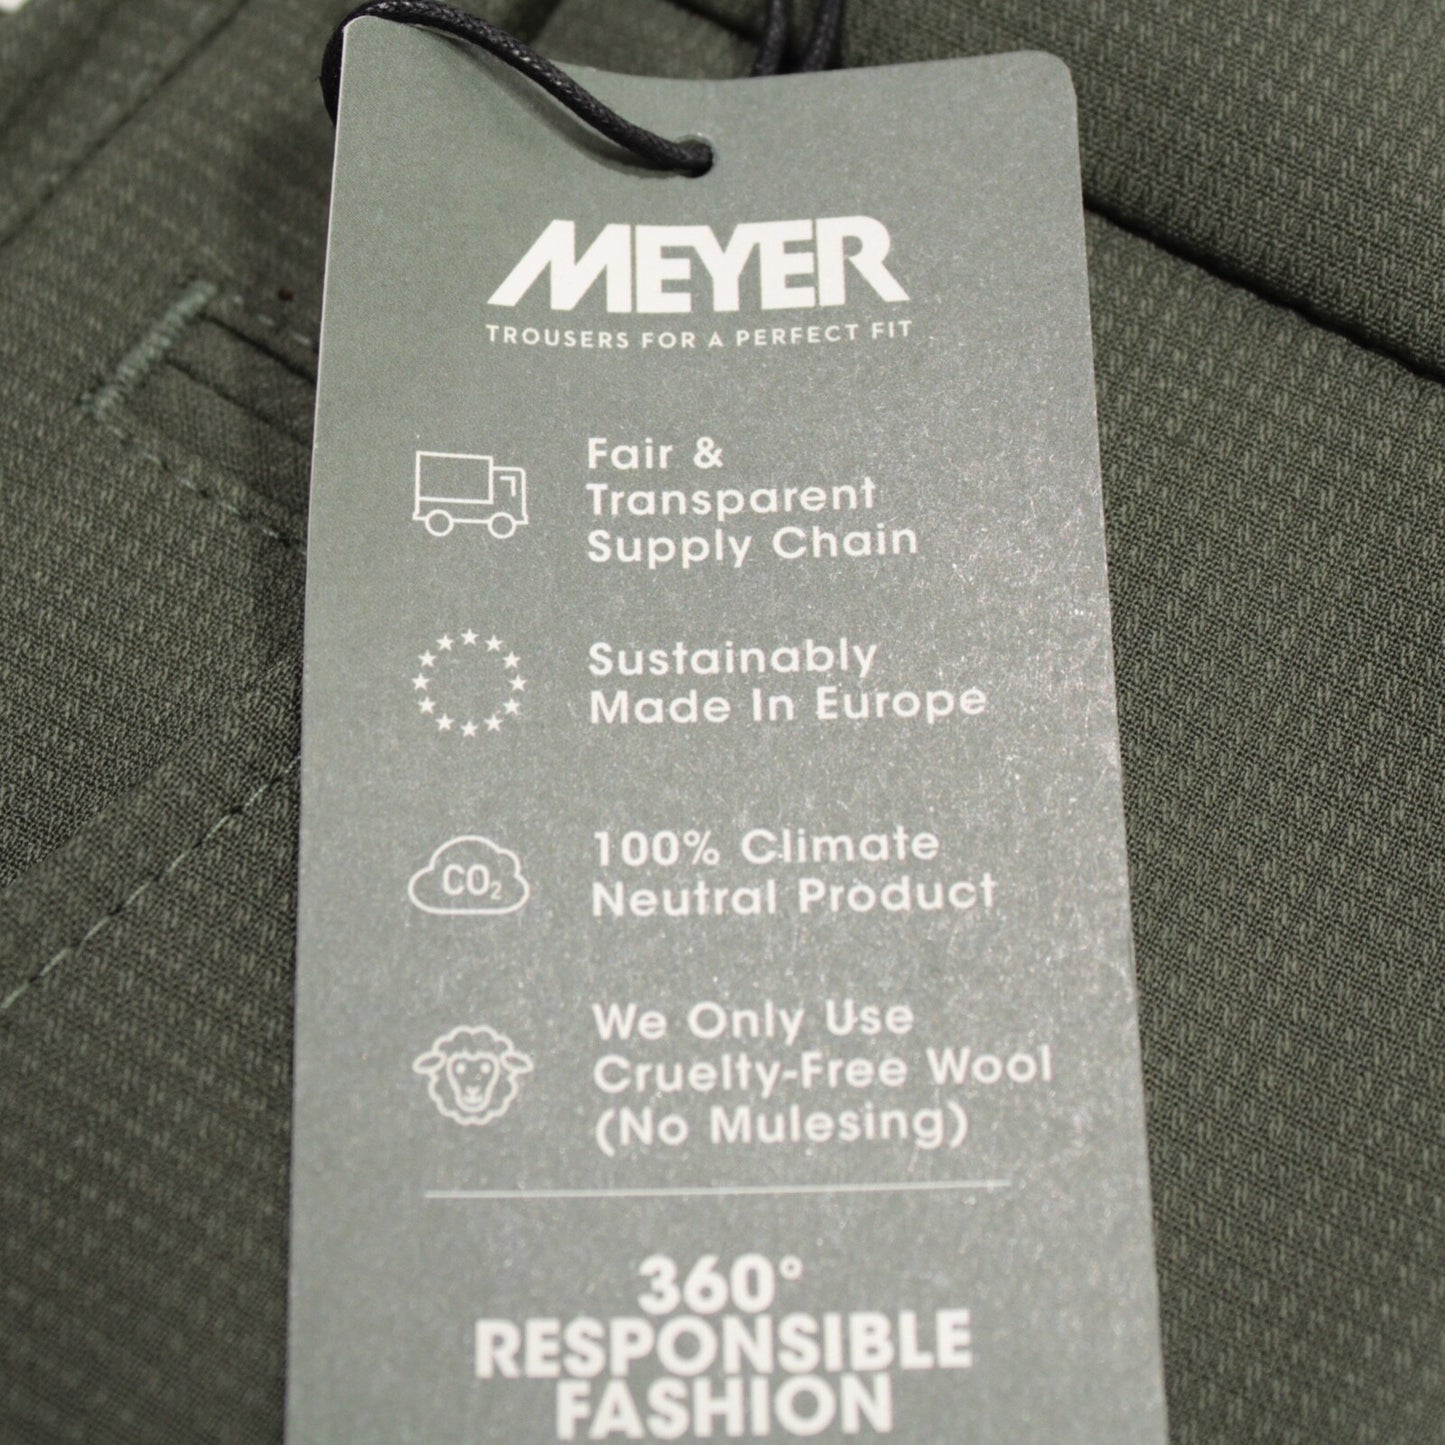 MEYER
TROUSERS FOR A PERFECT FIT
Fair &
Transparent
Supply Chain
Sustainably
Made In Europe
CO₂
100% Climate
Neutral Product
We Only Use
Cruelty-Free Wool
(No Mulesing)
360°
RESPONSIBLE
FASHION